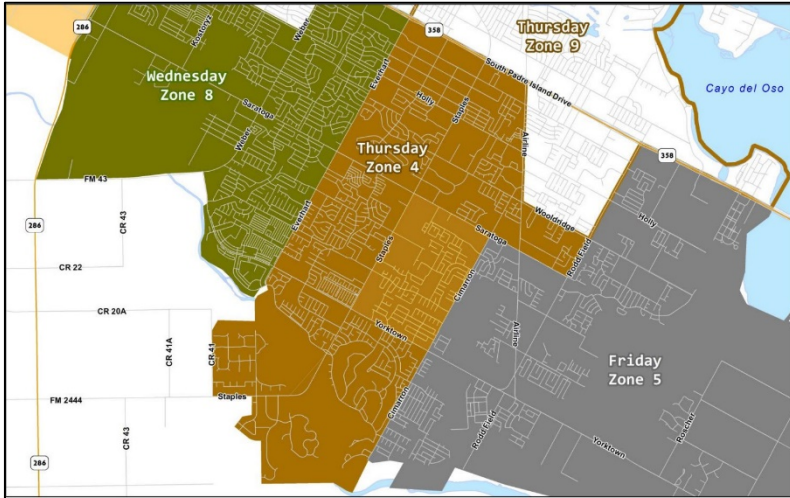 286
Kostoryz
Weber
Everhart
358
Thursday
Zone 9
South Padre Island Drive
Cayo del Oso
Wednesday
Zone 8
Saratoga
Holly
Staples
Airline
Weber
Thursday
Zone 4
358
FM 43
286
CR 43
Everhart
Wooldridge
Holly
Staples
Saratoga
Rodd Field
CR 22
Cimarron
CR 20A
CR 41A
CR 41
Yorktown
Airline
Friday
Zone 5
FM 2444
Staples
Cimarron
Rodd Field
Roscher
CR 43
Yorktown
286